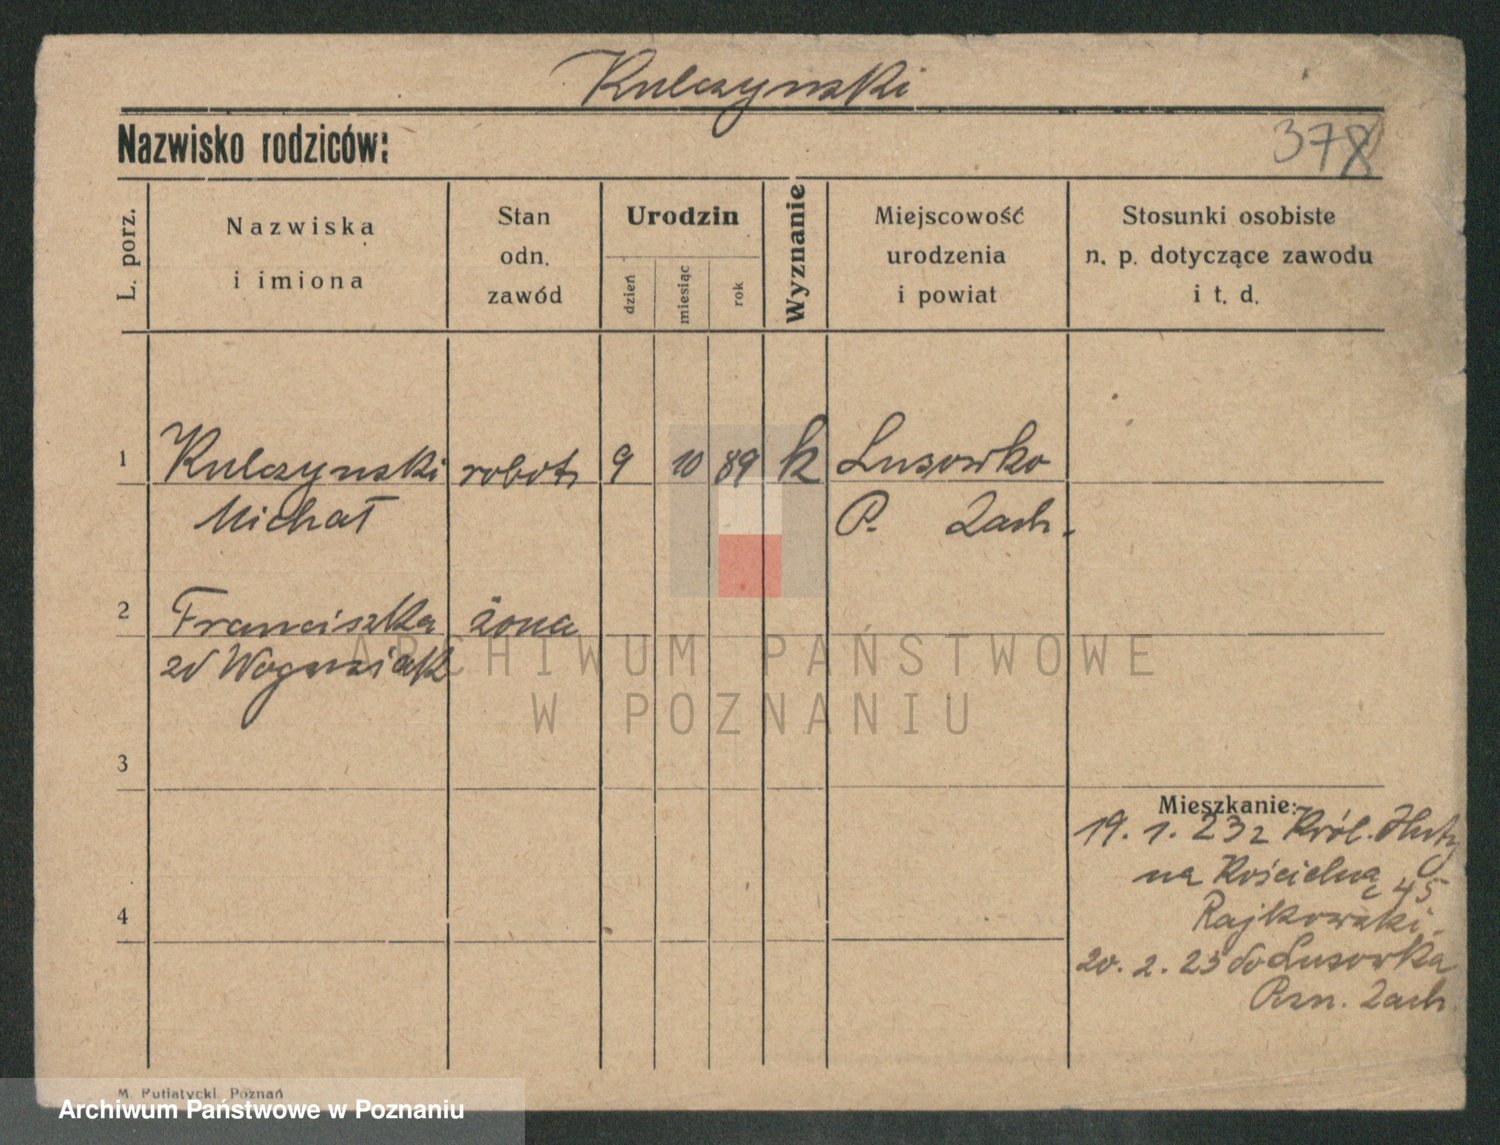 Kulczynski
Nazwisko rodziców:
378
L. porz.
Nazwiska
i imiona
Stan
odn.
zawód
Urodzin
dzień
miesiąc
rok
Wyznanie
Miejscowość
urodzenia
i powiat
Stosunki osobiste
n. p. dotyczące zawodu
i t. d.
1 Kulczynski robotn 9 10 89 k Lusowko
Michał P. Zach.
2 Franciszka żona
zd
ARCHIWUM PAŃSTWOWE
W POZNANIU
3
Mieszkanie:
19. 1. 23 z Król. Huty
na Kościelną 45
Rajkowski.
4
20. 2. 25 do Lusowka
Pzn. Zach.
M. Putiatycki, Poznań
Archiwum Państwowe w Poznaniu